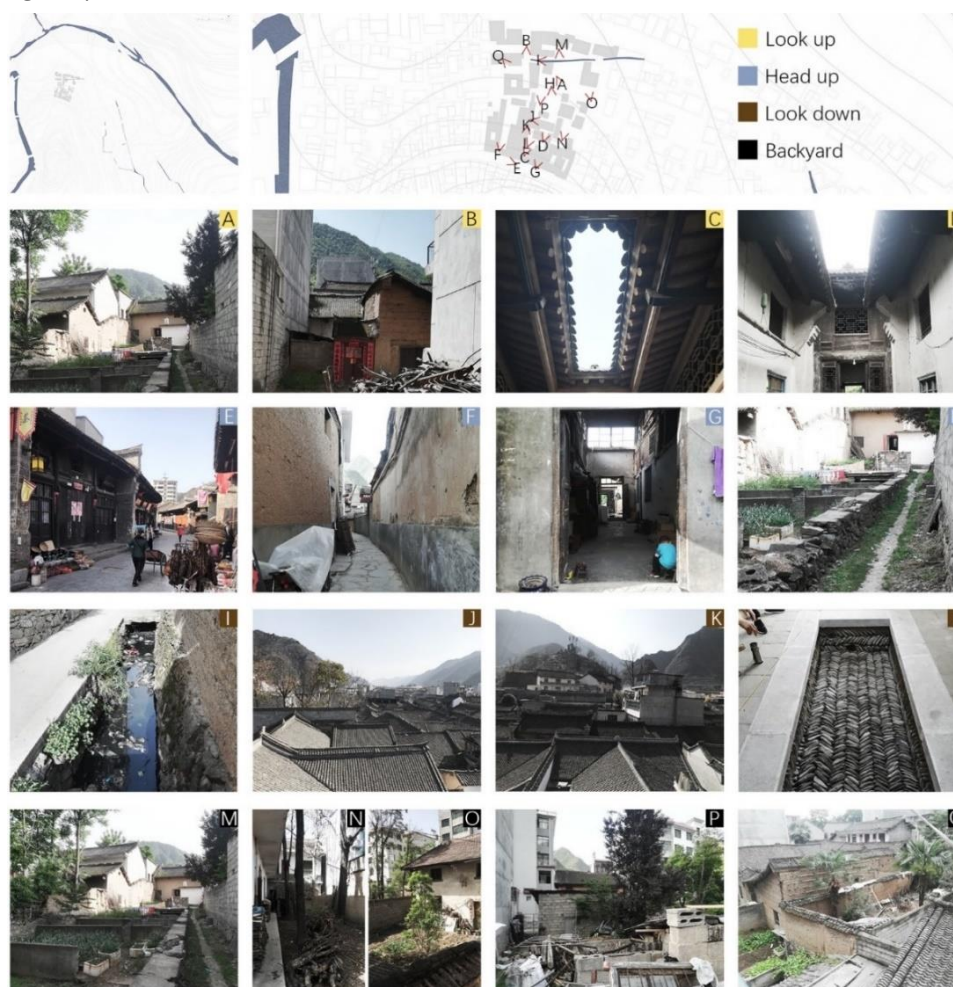 B M
Q K
H A
O
P
K
D N
F C
E G
Look up
Head up
Look down
Backyard
A B C
E F G
I J K
M N O P